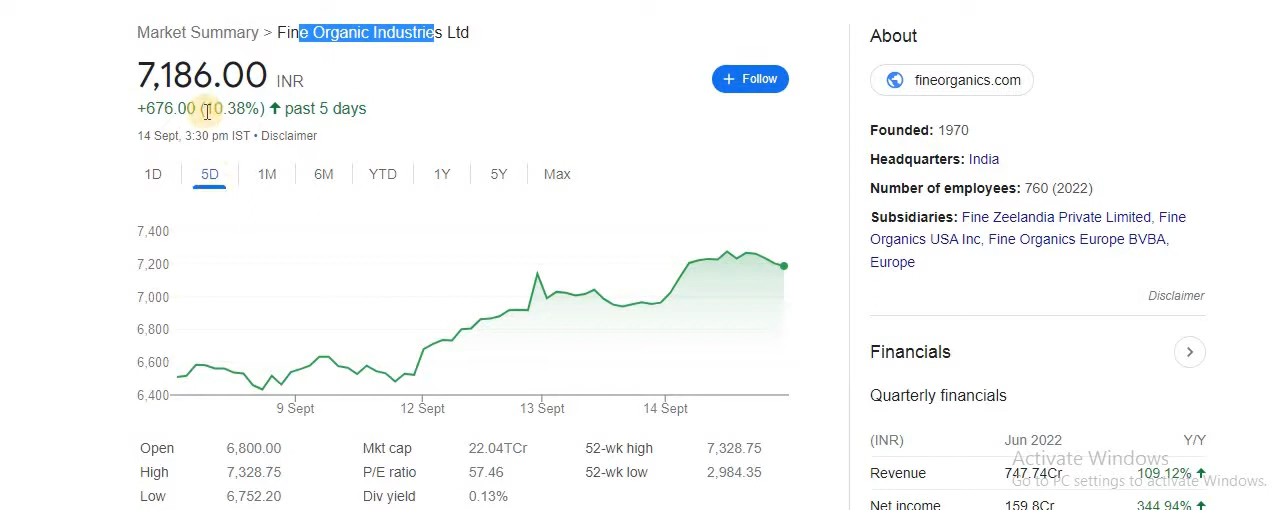 Market Summary > Fine Organic Industries Ltd
7,186.00 INR
+ Follow
+676.00 (10.38%) ↑ past 5 days
14 Sept, 3:30 pm IST • Disclaimer
1D 5D 1M 6M YTD 1Y 5Y Max
7,400
7,200
7,000
6,800
6,600
6,400
9 Sept 12 Sept 13 Sept 14 Sept
Open 6,800.00 Mkt cap 22.04TCr 52-wk high 7,328.75
High 7,328.75 P/E ratio 57.46 52-wk low 2,984.35
Low 6,752.20 Div yield 0.13%
About
fineorganics.com
Founded: 1970
Headquarters: India
Number of employees: 760 (2022)
Subsidiaries: Fine Zeelandia Private Limited, Fine
Organics USA Inc, Fine Organics Europe BVBA,
Europe
Disclaimer
Financials
Quarterly financials
(INR) Jun 2022 Y/Y
Revenue 747.74Cr 109.12% ↑
Net income 159.8Cr 344.94% ↑
Activate Windows
Go to PC settings to activate Windows.